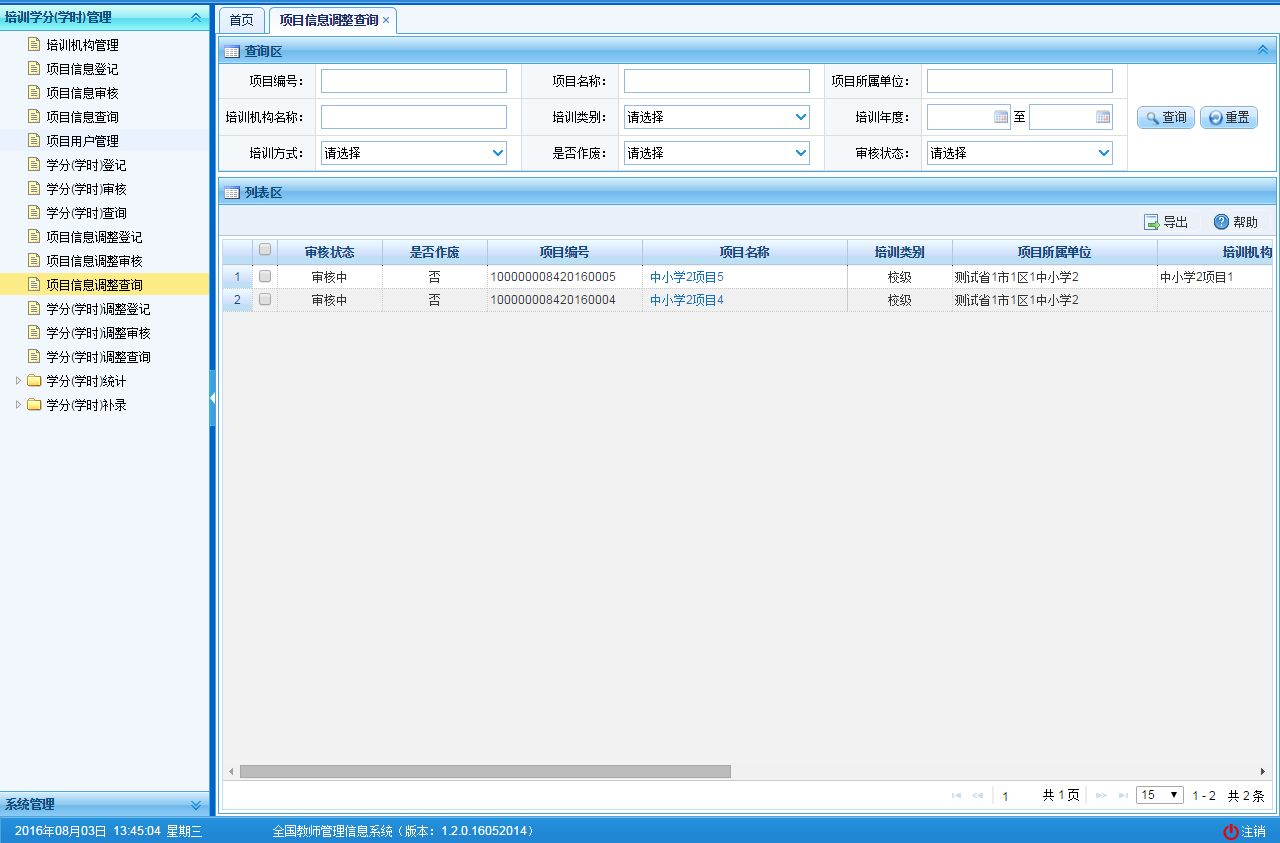 培训学分(学时)管理
培训机构管理
项目信息登记
项目信息审核
项目信息查询
项目用户管理
学分(学时)登记
学分(学时)审核
学分(学时)查询
项目信息调整登记
项目信息调整审核
项目信息调整查询
学分(学时)调整登记
学分(学时)调整审核
学分(学时)调整查询
学分(学时)统计
学分(学时)补录
系统管理
首页 项目信息调整查询 ×
查询区
项目编号： 项目名称： 项目所属单位：
培训机构名称： 培训类别： 请选择 培训年度： 至 查询 重置
培训方式： 请选择 是否作废： 请选择 审核状态： 请选择
列表区
导出 帮助
审核状态 是否作废 项目编号 项目名称 培训类别 项目所属单位 培训机构
1 审核中 否 100000008420160005 中小学2项目5 校级 测试省1市1区1中小学2 中小学2项目1
2 审核中 否 100000008420160004 中小学2项目4 校级 测试省1市1区1中小学2
1 共 1 页 15 1 - 2 共 2 条
2016年08月03日 13:45:04 星期三 全国教师管理信息系统（版本：1.2.0.16052014） 注销